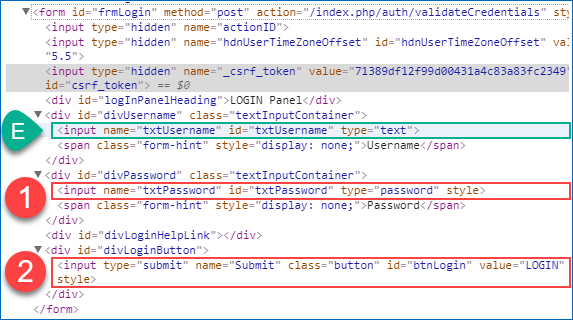 <form id="frmLogin" method="post" action="/index.php/auth/validateCredentials" sty
<input type="hidden" name="actionID">
<input type="hidden" name="hdnUserTimeZoneOffset" id="hdnUserTimeZoneOffset" value=
"5.5">
<input type="hidden" name="_csrf_token" value="71389df12f99d00431a4c83a83fc2349"
id="csrf_token"> == $0
<div id="logInPanelHeading">LOGIN Panel</div>
<div id="divUsername" class="textInputContainer">
E
<input name="txtUsername" id="txtUsername" type="text">
<span class="form-hint" style="display: none;">Username</span>
</div>
<div id="divPassword" class="textInputContainer">
1
<input name="txtPassword" id="txtPassword" type="password" style>
<span class="form-hint" style="display: none;">Password</span>
</div>
<div id="divLoginHelpLink"></div>
<div id="divLoginButton">
2
<input type="submit" name="Submit" class="button" id="btnLogin" value="LOGIN"
style>
</div>
</form>